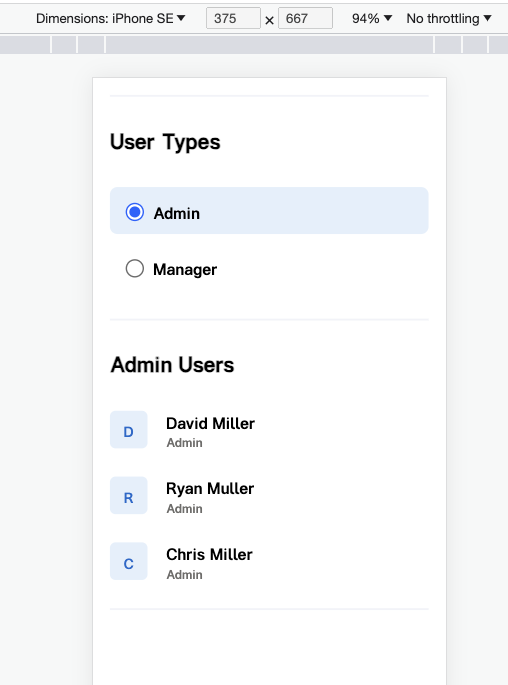 Dimensions: iPhone SE ▼ 375 × 667 94% ▼ No throttling ▼
User Types
Admin
Manager
Admin Users
D
David Miller
Admin
R
Ryan Muller
Admin
C
Chris Miller
Admin